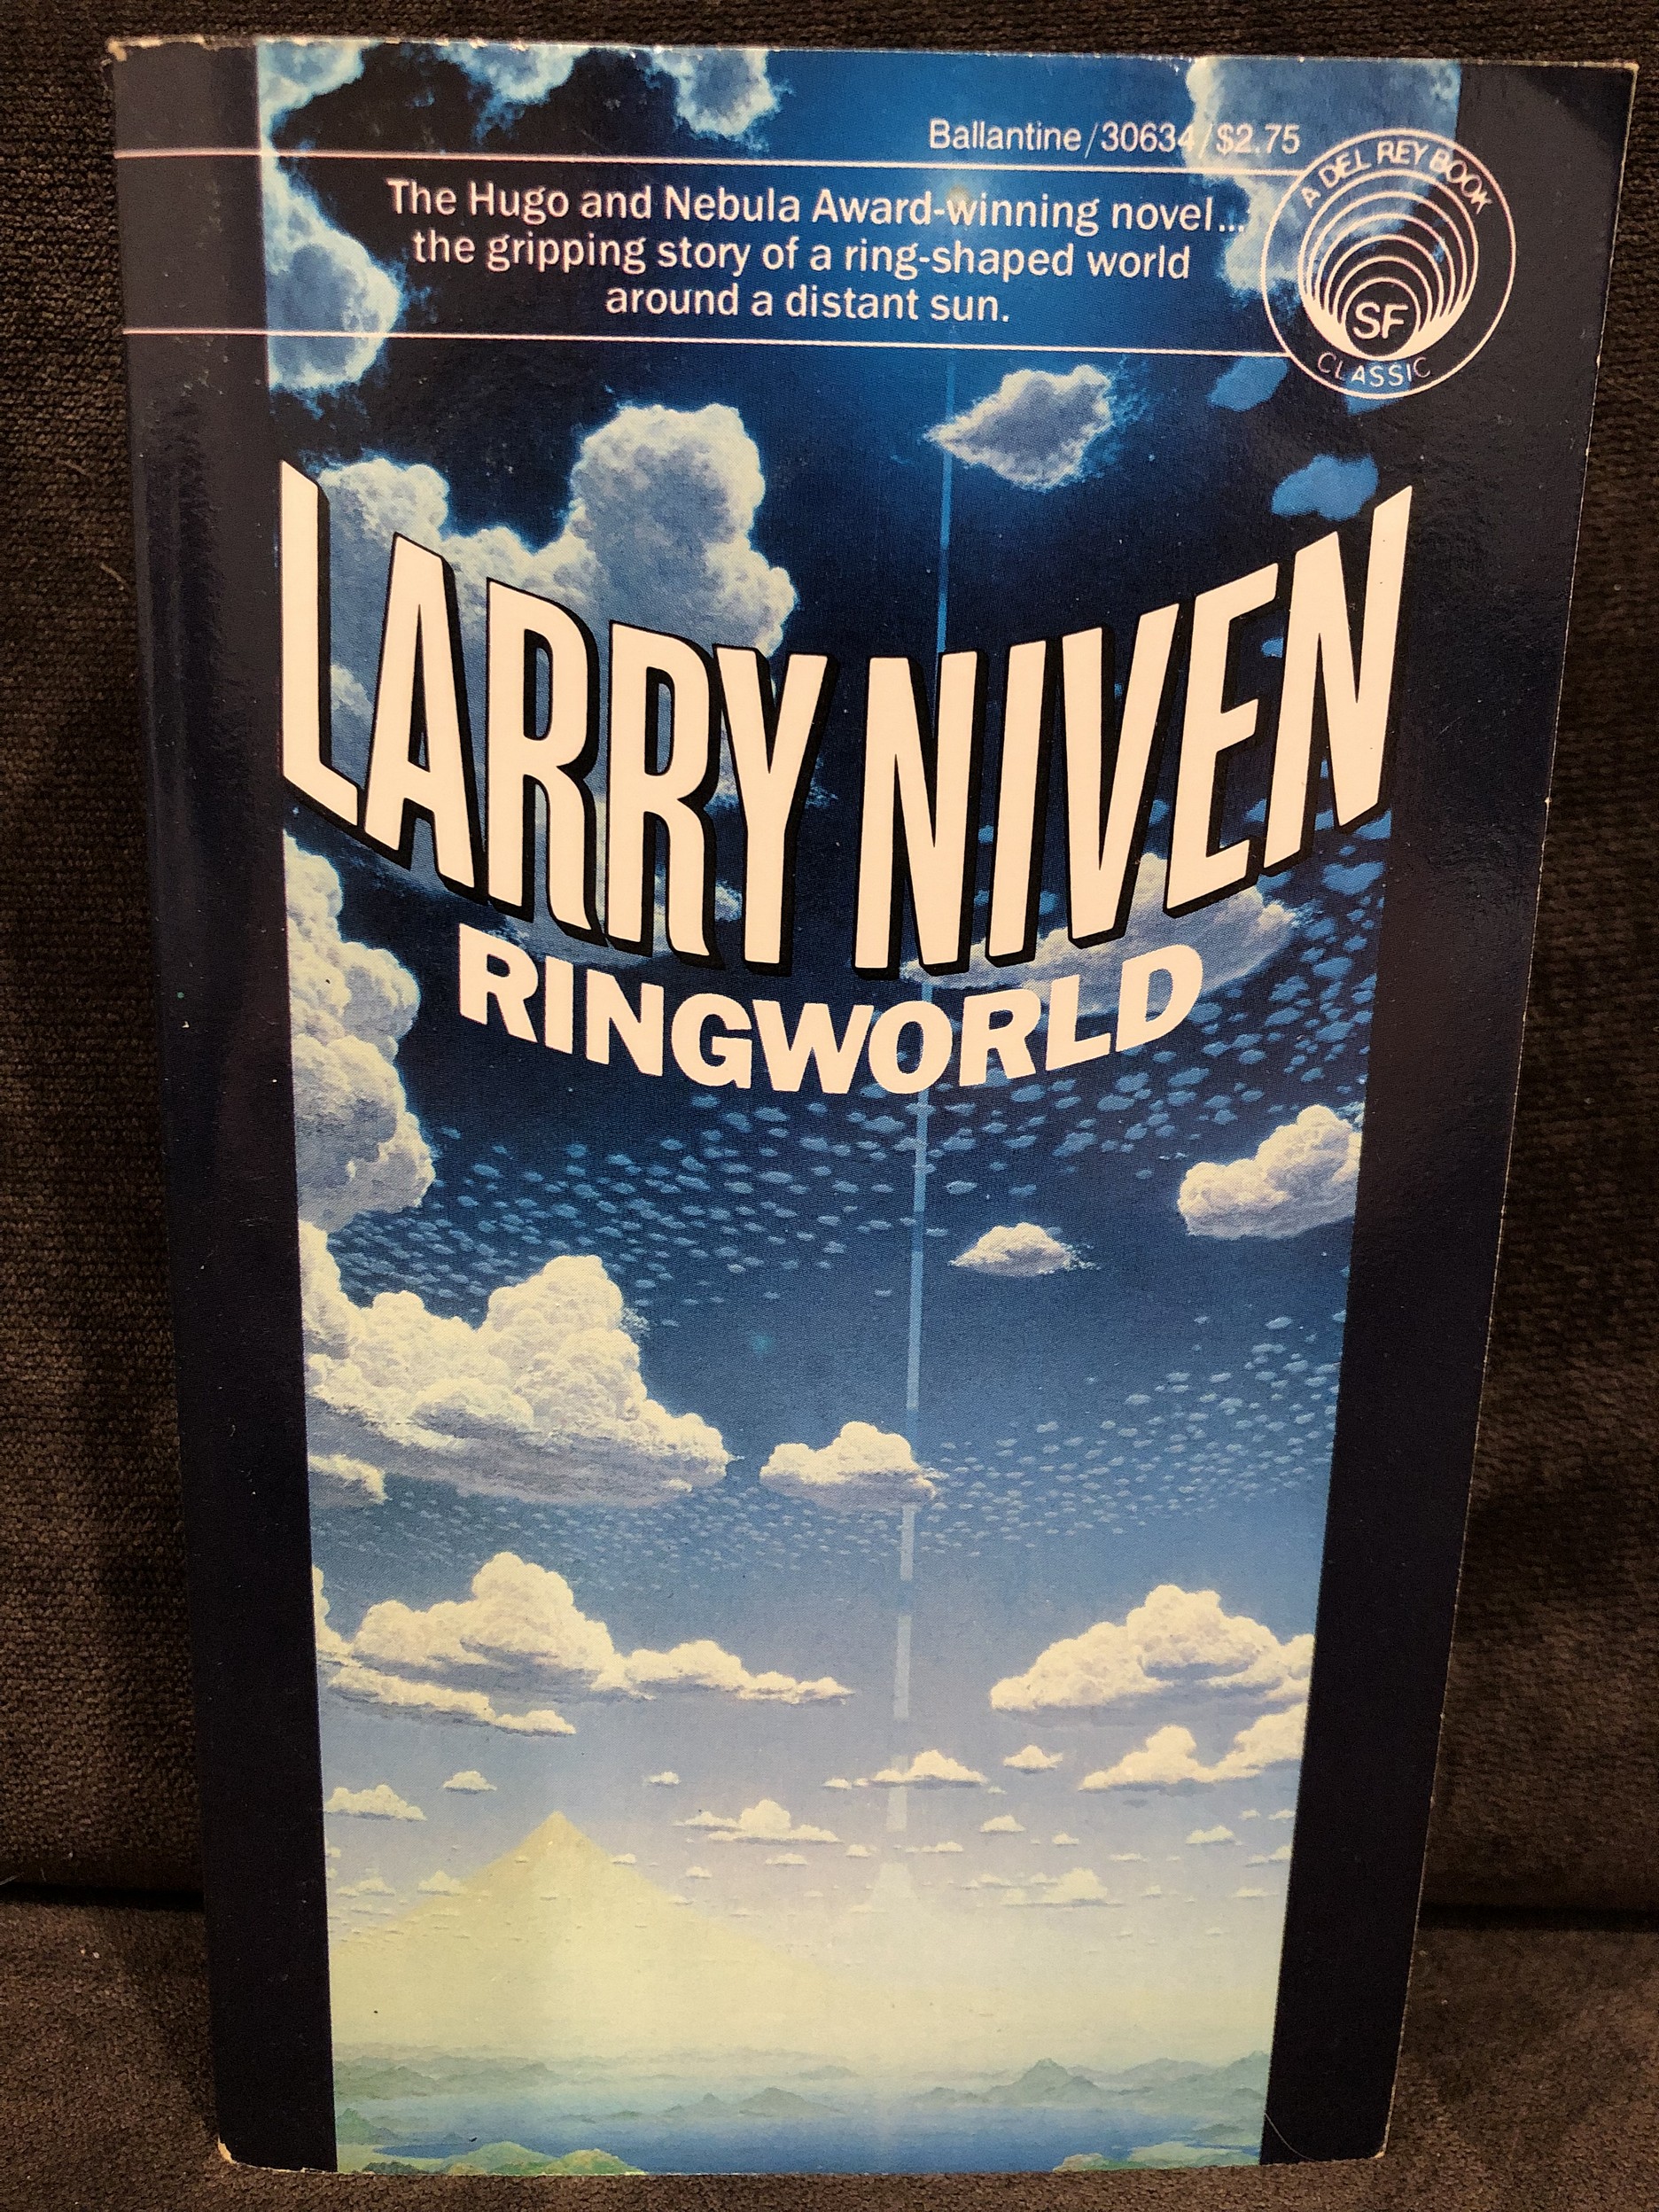 Ballantine/30634/$2.75
The Hugo and Nebula Award-winning novel...
the gripping story of a ring-shaped world
around a distant sun.
A DEL REY BOOK
SF
CLASSIC
LARRY NIVEN
RINGWORLD